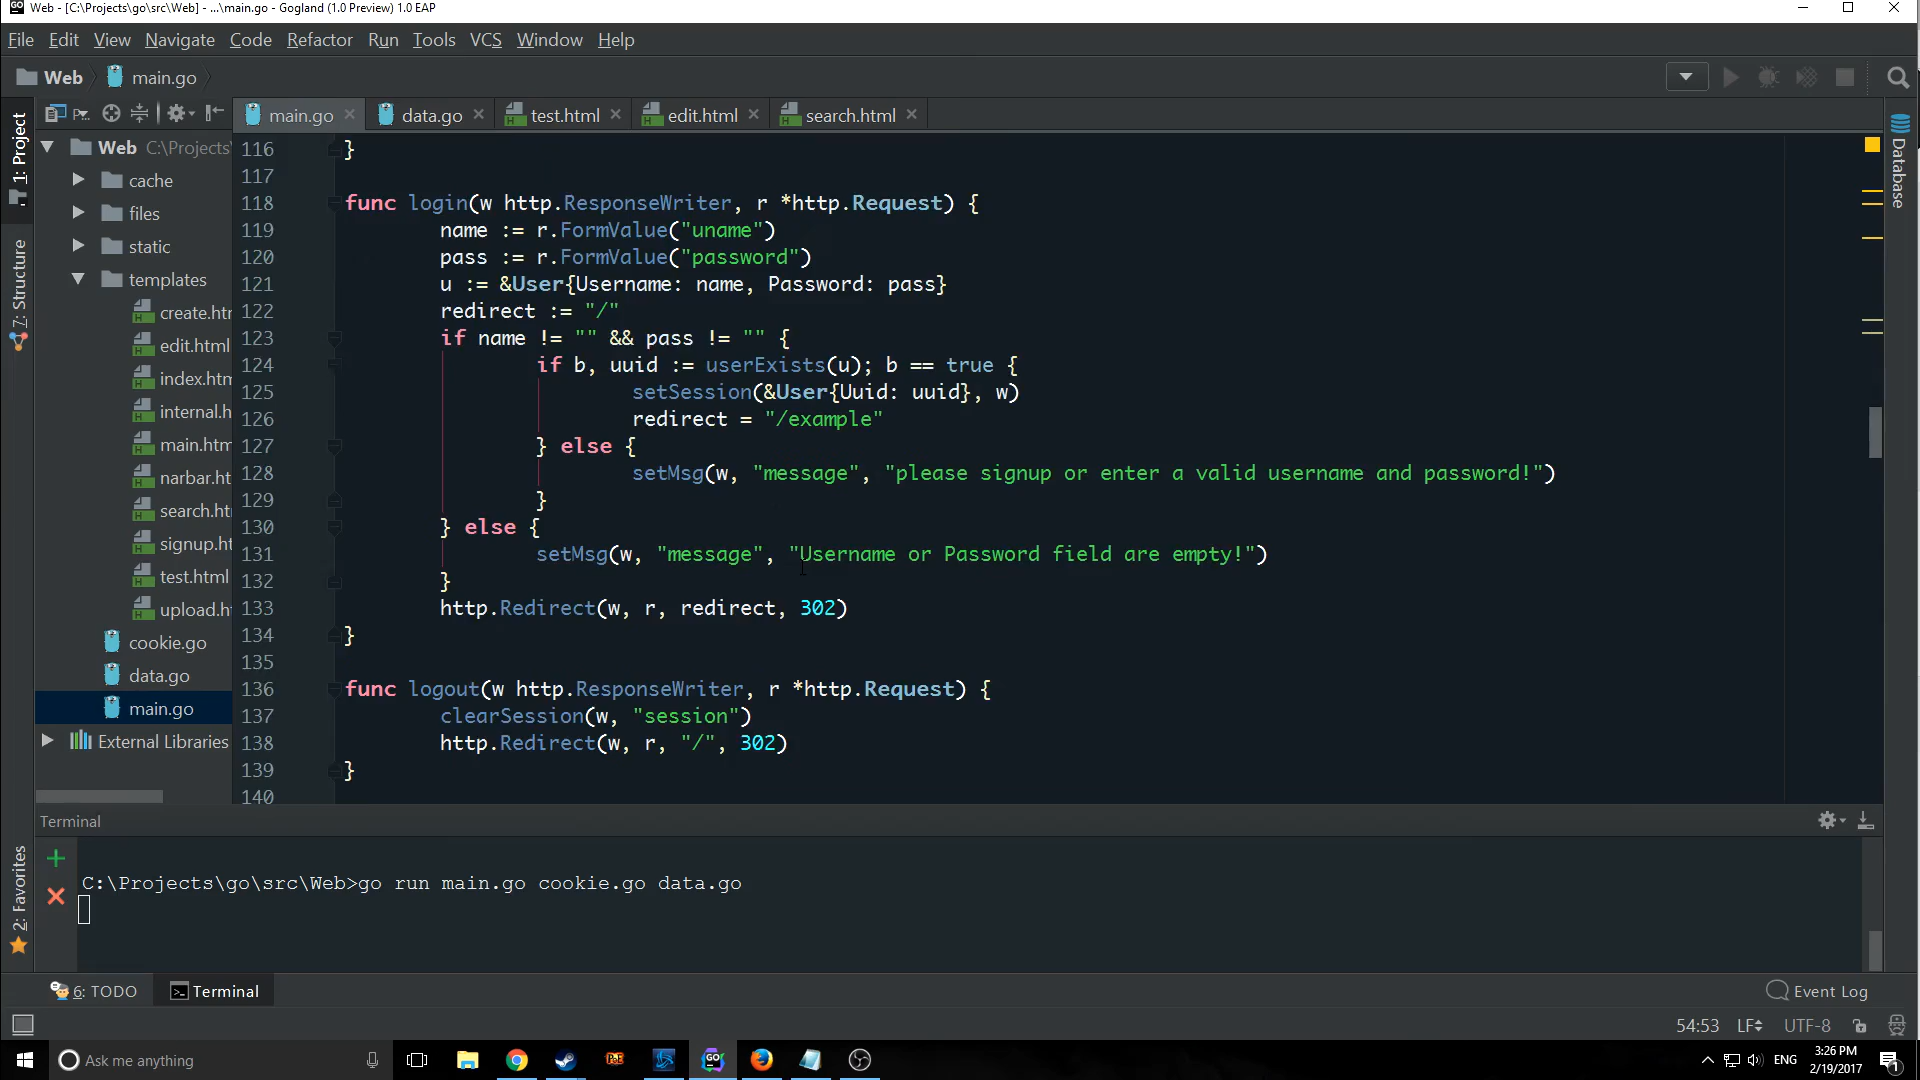 Web - [C:\Projects\go\src\Web] - ...\main.go - Gogland (1.0 Preview) 1.0 EAP
File Edit View Navigate Code Refactor Run Tools VCS Window Help
Web main.go
main.go data.go test.html edit.html search.html
1: Project
7: Structure
2: Favorites
Database
Web C:\Projects\
cache
files
static
templates
create.htm
edit.html
index.htm
internal.h
main.htm
narbar.ht
search.ht
signup.ht
test.html
upload.h
cookie.go
data.go
main.go
External Libraries
116 }
117
118 func login(w http.ResponseWriter, r *http.Request) {
119 name := r.FormValue("uname")
120 pass := r.FormValue("password")
121 u := &User{Username: name, Password: pass}
122 redirect := "/"
123 if name != "" && pass != "" {
124 if b, uuid := userExists(u); b == true {
125 setSession(&User{Uuid: uuid}, w)
126 redirect = "/example"
127 } else {
128 setMsg(w, "message", "please signup or enter a valid username and password!")
129 }
130 } else {
131 setMsg(w, "message", "Username or Password field are empty!")
132 }
133 http.Redirect(w, r, redirect, 302)
134 }
135
136 func logout(w http.ResponseWriter, r *http.Request) {
137 clearSession(w, "session")
138 http.Redirect(w, r, "/", 302)
139 }
140
Terminal
C:\Projects\go\src\Web>go run main.go cookie.go data.go
6: TODO Terminal Event Log
54:53 LF UTF-8
Ask me anything
ENG
3:26 PM
2/19/2017